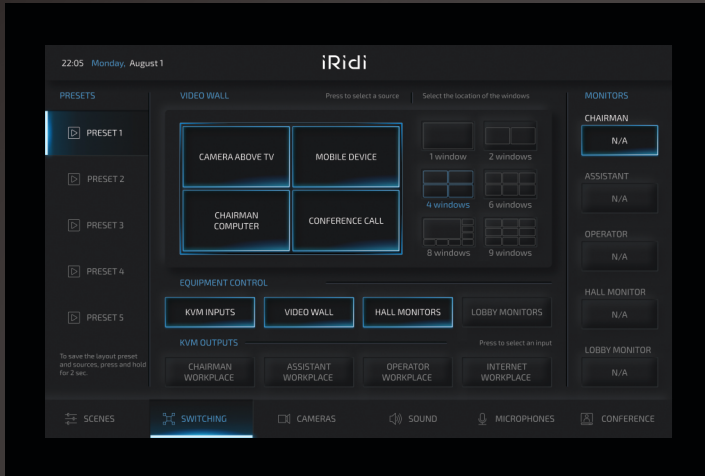 22:05 Monday, August 1
iRidi
PRESETS
PRESET 1
PRESET 2
PRESET 3
PRESET 4
PRESET 5
To save the layout preset
and sources, press and hold
for 2 sec.
VIDEO WALL
Press to select a source
Select the location of the windows
CAMERA ABOVE TV
MOBILE DEVICE
CHAIRMAN
COMPUTER
CONFERENCE CALL
1 window
2 windows
4 windows
6 windows
8 windows
9 windows
EQUIPMENT CONTROL
KVM INPUTS
VIDEO WALL
HALL MONITORS
LOBBY MONITORS
KVM OUTPUTS
Press to select an input
CHAIRMAN
WORKPLACE
ASSISTANT
WORKPLACE
OPERATOR
WORKPLACE
INTERNET
WORKPLACE
MONITORS
CHAIRMAN
N/A
ASSISTANT
N/A
OPERATOR
N/A
HALL MONITOR
N/A
LOBBY MONITOR
N/A
SCENES
SWITCHING
CAMERAS
SOUND
MICROPHONES
CONFERENCE